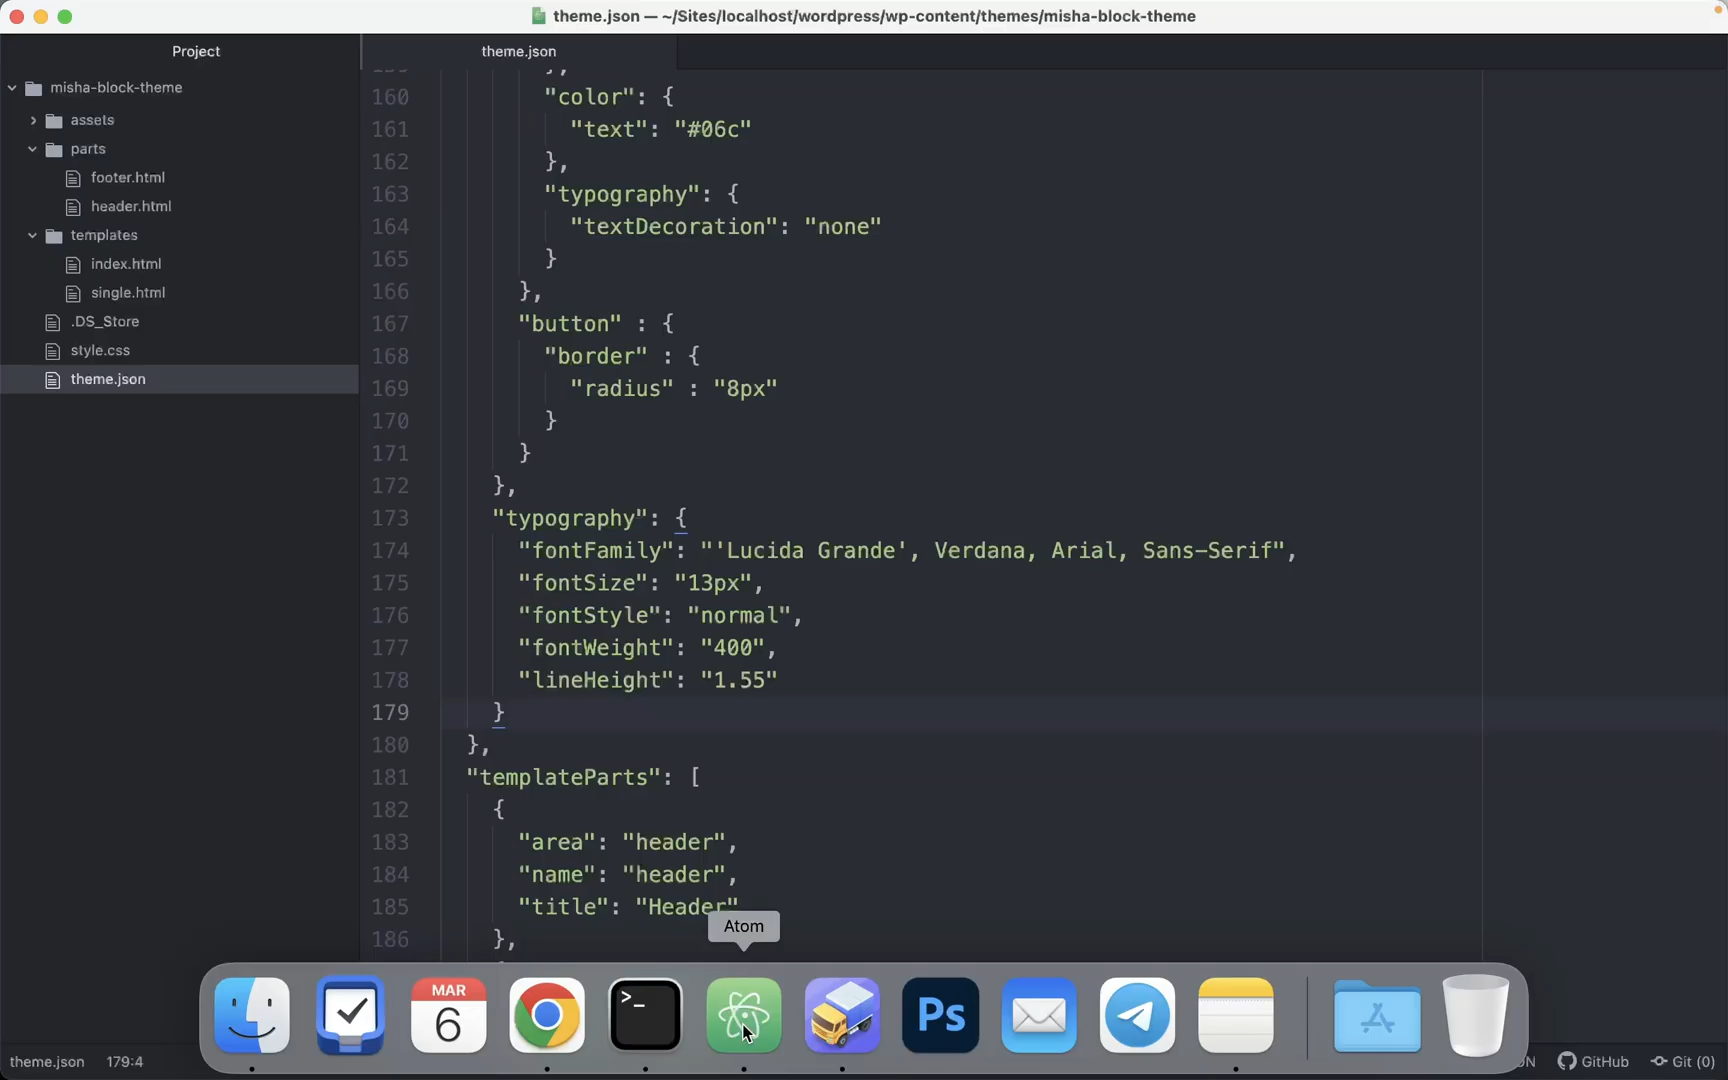 theme.json — ~/Sites/localhost/wordpress/wp-content/themes/misha-block-theme
Project
theme.json
misha-block-theme
assets
parts
footer.html
header.html
templates
index.html
single.html
.DS_Store
style.css
theme.json
159 },
160 "color": {
161 "text": "#06c"
162 },
163 "typography": {
164 "textDecoration": "none"
165 }
166 },
167 "button" : {
168 "border" : {
169 "radius" : "8px"
170 }
171 }
172 },
173 "typography": {
174 "fontFamily": "'Lucida Grande', Verdana, Arial, Sans-Serif",
175 "fontSize": "13px",
176 "fontStyle": "normal",
177 "fontWeight": "400",
178 "lineHeight": "1.55"
179 }
180 },
181 "templateParts": [
182 {
183 "area": "header",
184 "name": "header",
185 "title": "Header"
186 },
Atom
MAR
6
>_
Ps
theme.json 179:4
GitHub Git (0)